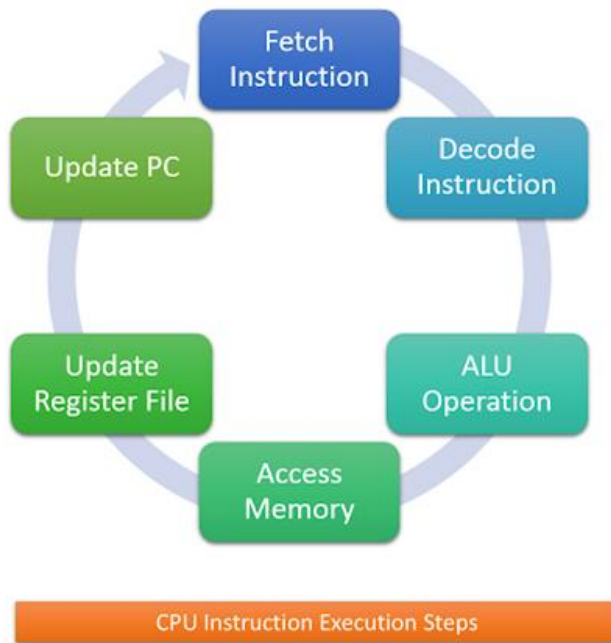 Fetch
Instruction
Decode
Instruction
ALU
Operation
Access
Memory
Update
Register File
Update PC
CPU Instruction Execution Steps